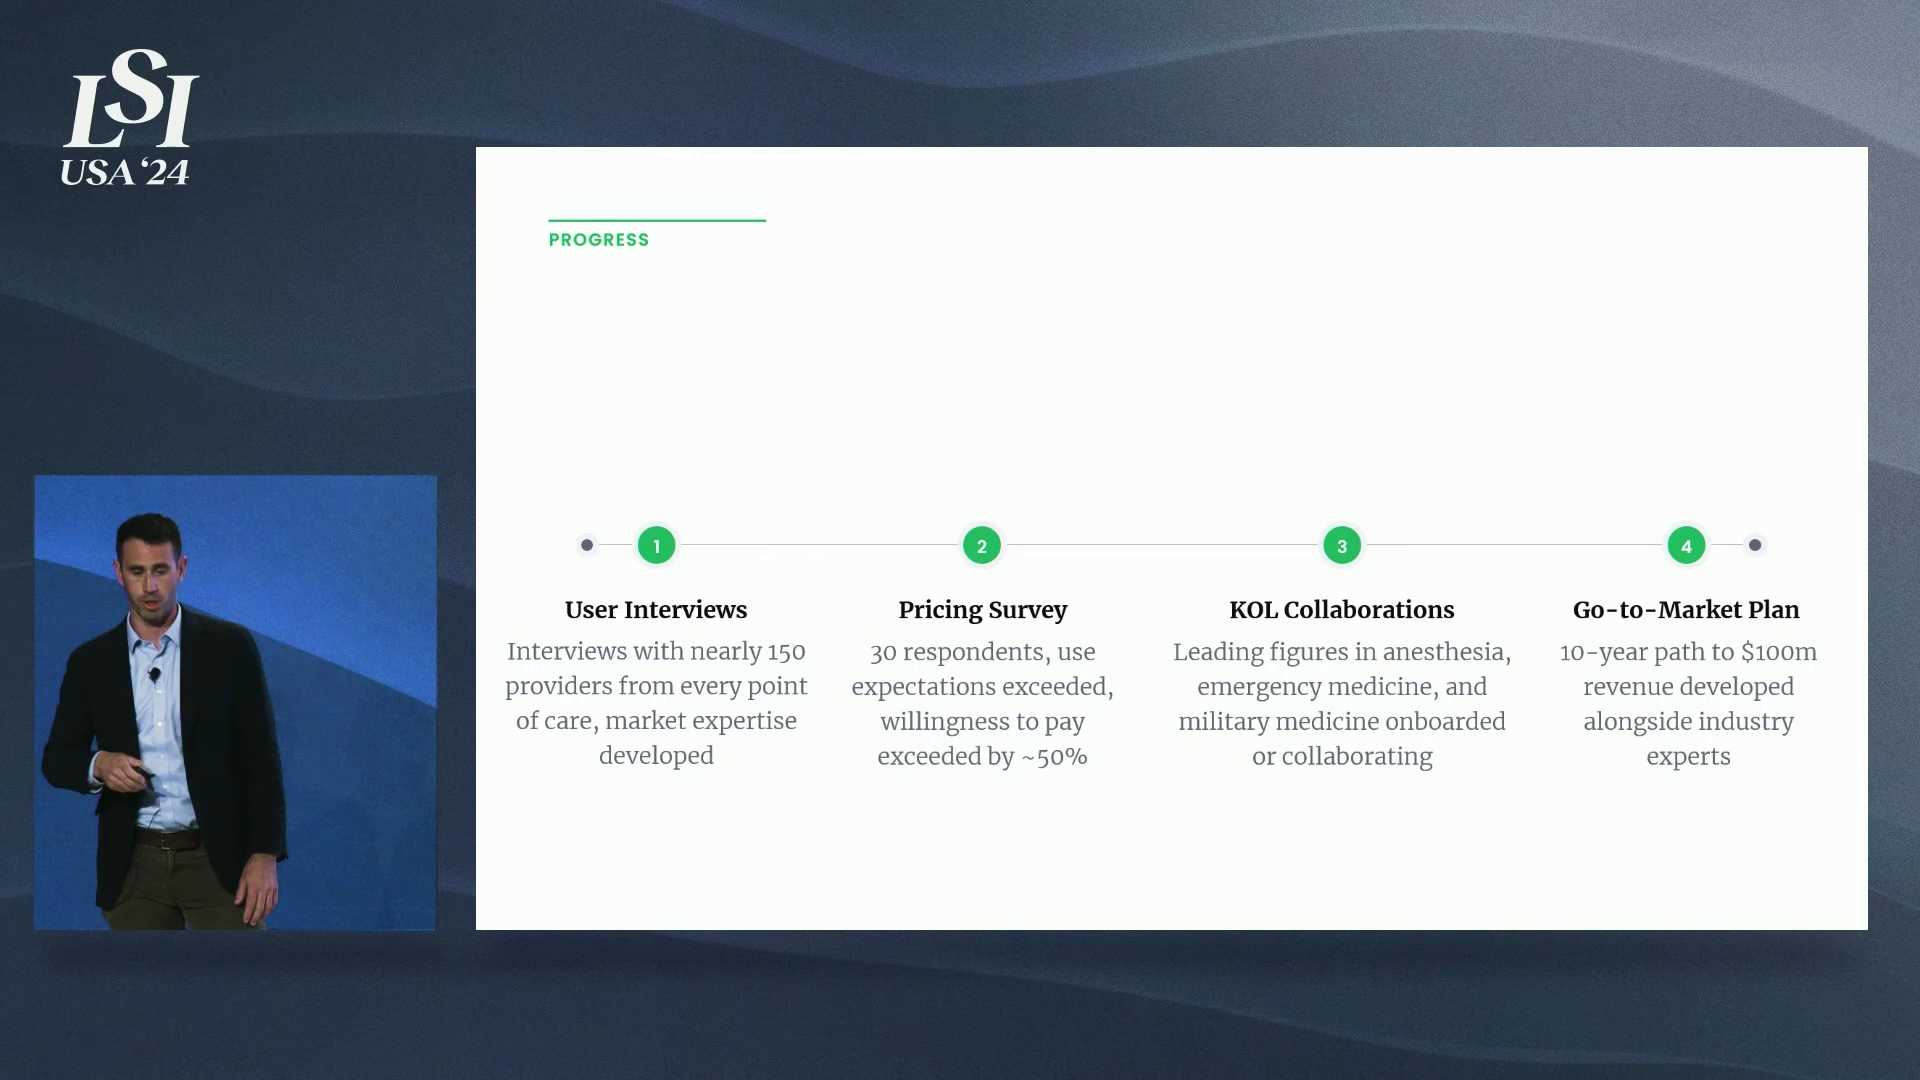 LSI
USA '24
PROGRESS
1
2
3
4
User Interviews
Interviews with nearly 150
providers from every point
of care, market expertise
developed
Pricing Survey
30 respondents, use
expectations exceeded,
willingness to pay
exceeded by ~50%
KOL Collaborations
Leading figures in anesthesia,
emergency medicine, and
military medicine onboarded
or collaborating
Go-to-Market Plan
10-year path to $100m
revenue developed
alongside industry
experts